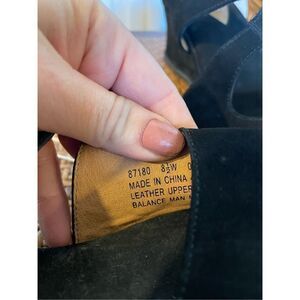 87180 8½W
MADE IN CHINA
LEATHER UPPER
BALANCE MAN M